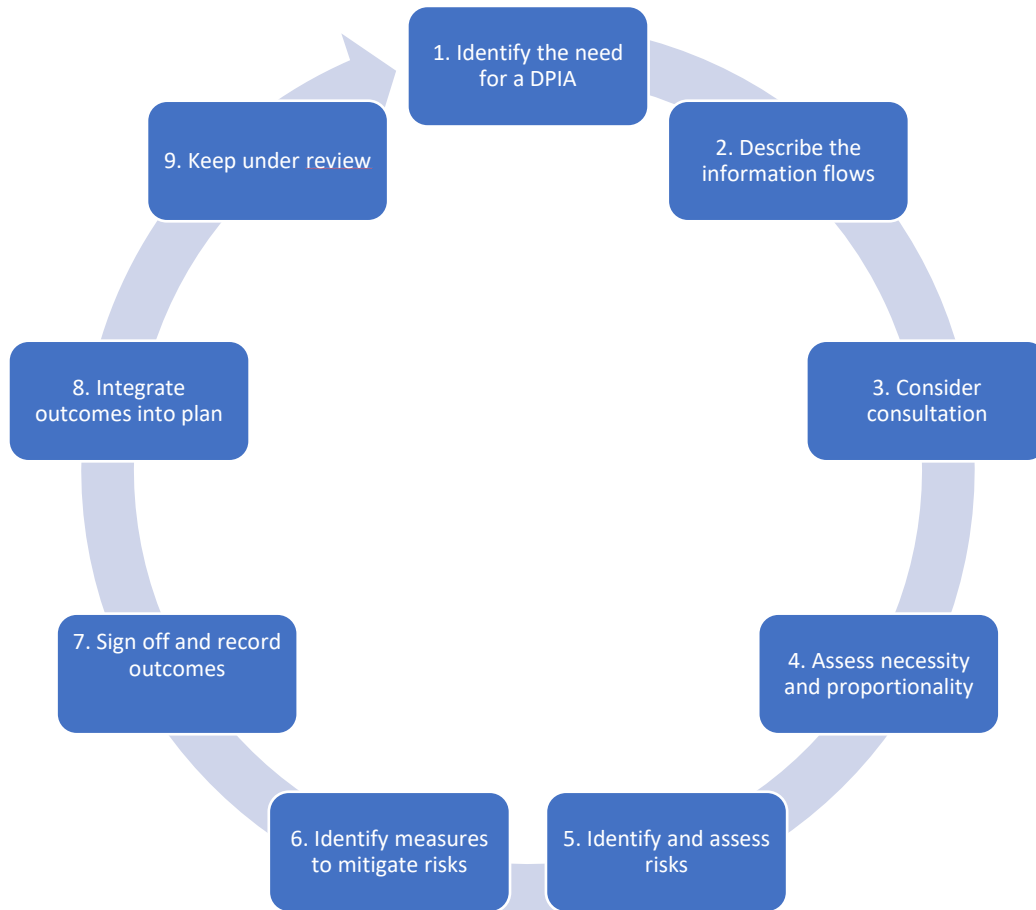 1. Identify the need
for a DPIA
2. Describe the
information flows
3. Consider
consultation
4. Assess necessity
and proportionality
5. Identify and assess
risks
6. Identify measures
to mitigate risks
7. Sign off and record
outcomes
8. Integrate
outcomes into plan
9. Keep under review